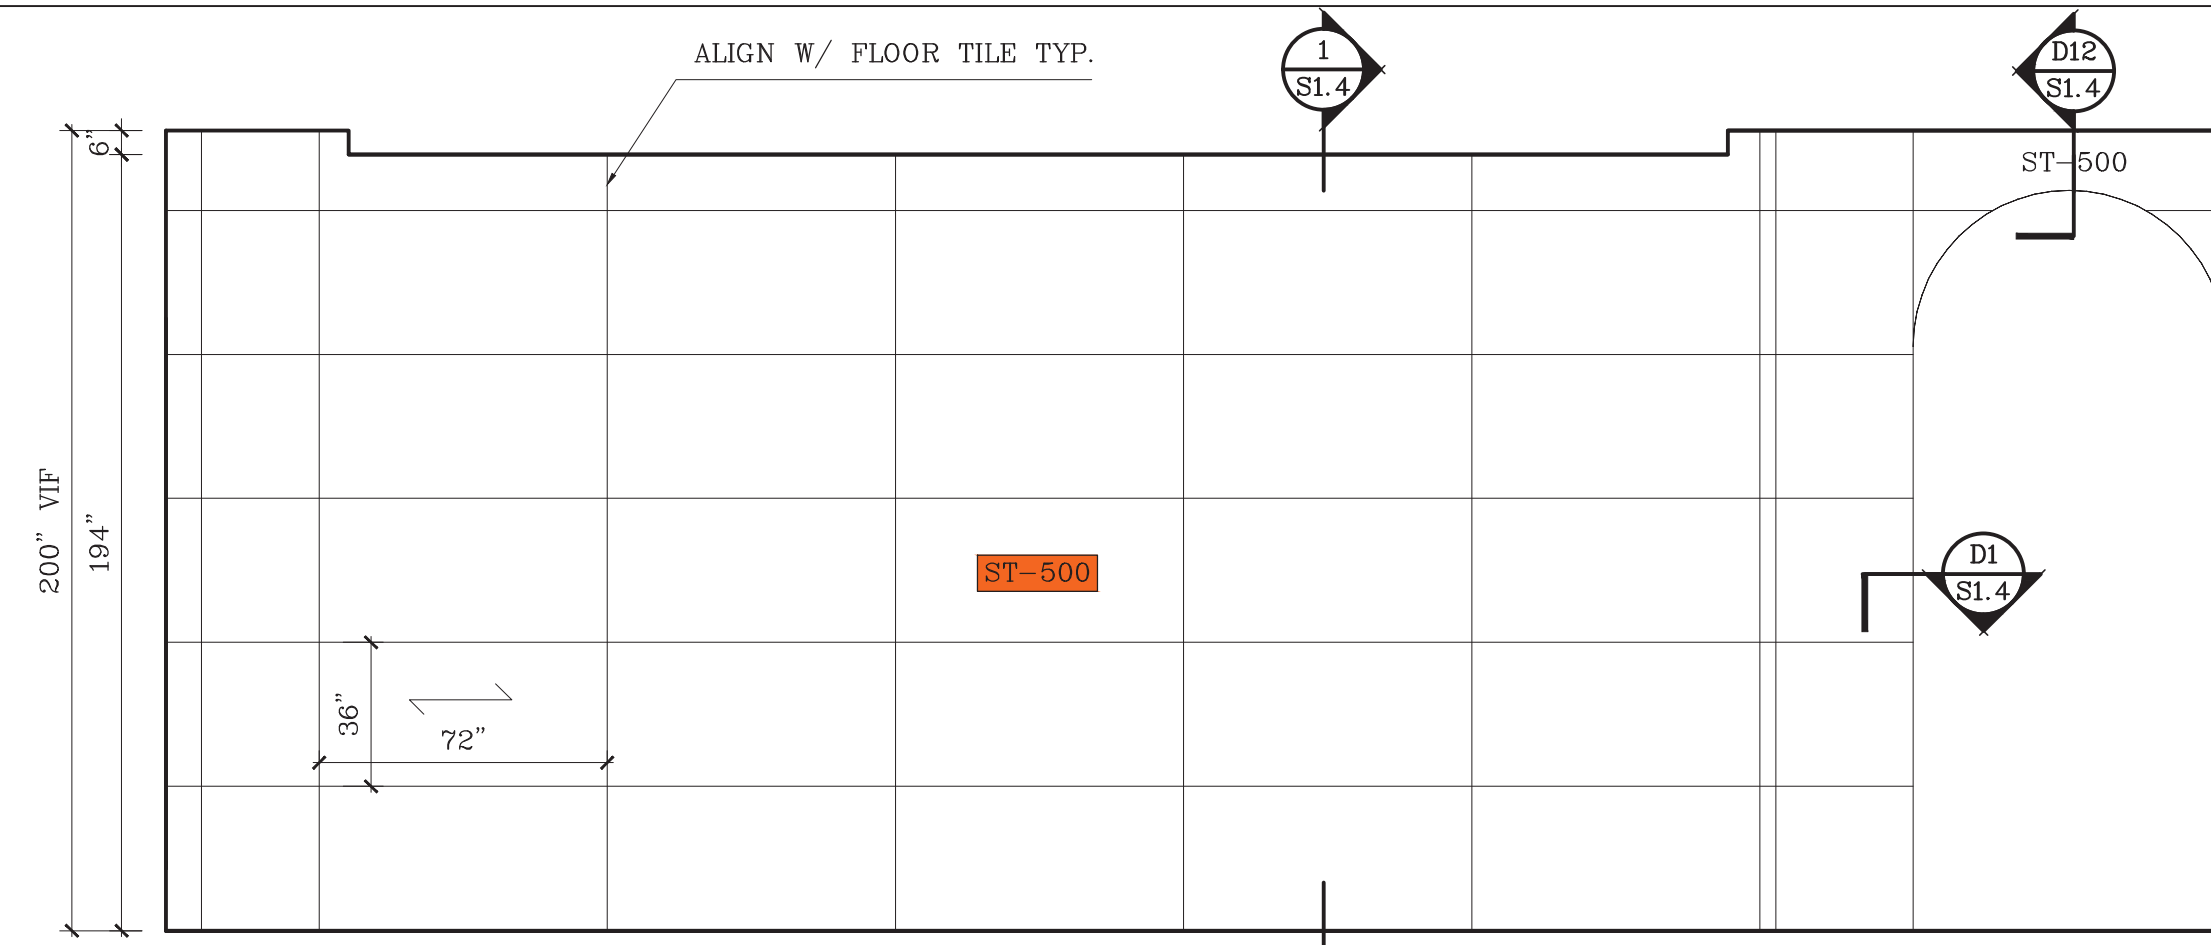 ALIGN W/ FLOOR TILE TYP.
1
S1.4
D12
S1.4
6"
ST-500
200" VIF
194"
ST-500
D1
S1.4
36"
72"